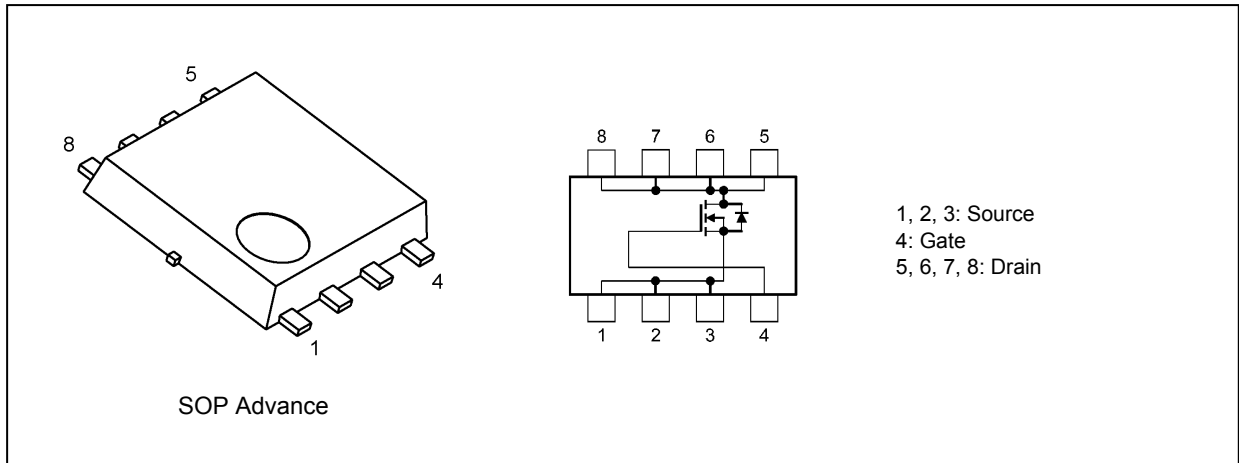 5
8
4
1
SOP Advance
8 7 6 5
1 2 3 4
1, 2, 3: Source
4: Gate
5, 6, 7, 8: Drain